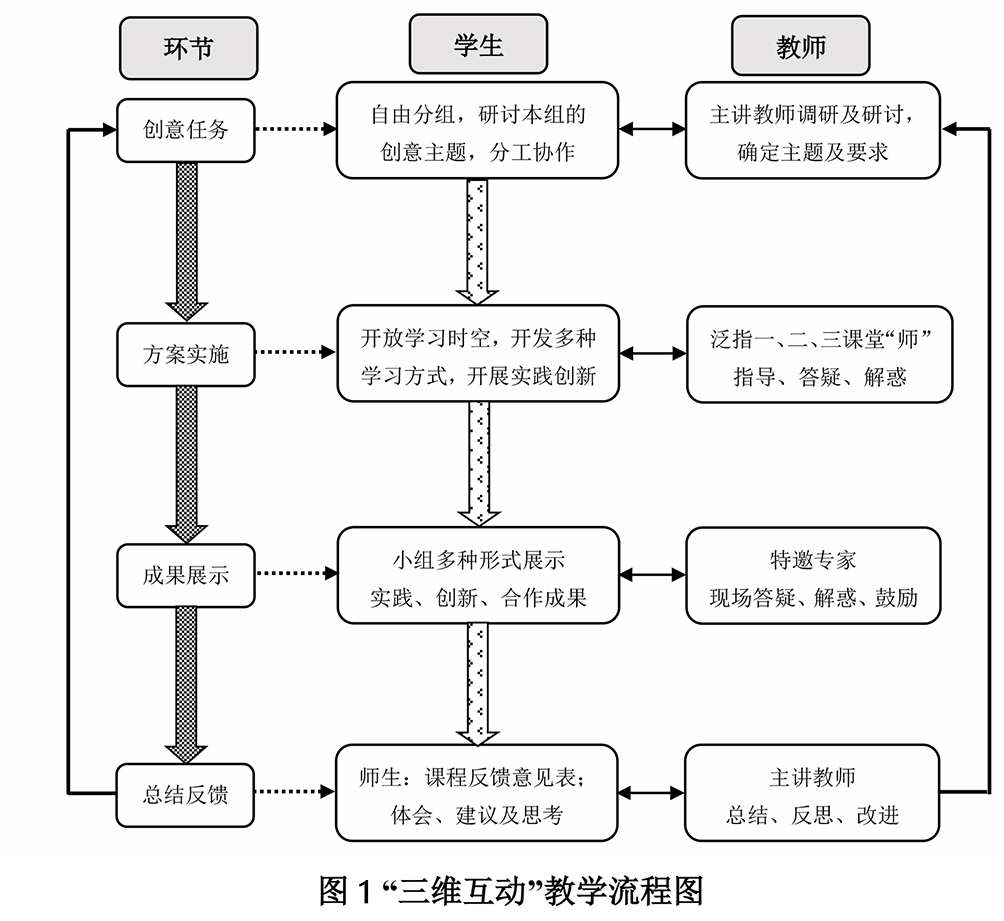 环节
学生
教师
创意任务
自由分组，研讨本组的
创意主题，分工协作
主讲教师调研及研讨，
确定主题及要求
方案实施
开放学习时空，开发多种
学习方式，开展实践创新
泛指一、二、三课堂“师”
指导、答疑、解惑
成果展示
小组多种形式展示
实践、创新、合作成果
特邀专家
现场答疑、解惑、鼓励
总结反馈
师生：课程反馈意见表；
体会、建议及思考
主讲教师
总结、反思、改进
图 1 “三维互动”教学流程图